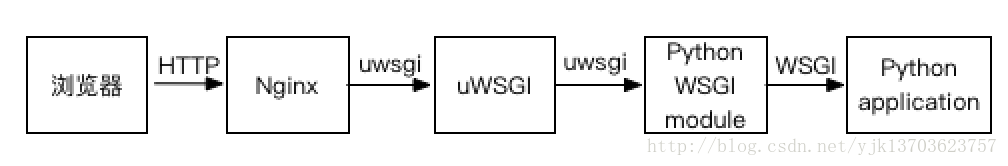 浏览器
HTTP
Nginx
uwsgi
uWSGI
uwsgi
Python
WSGI
module
WSGI
Python
application
http://blog.csdn.net/yjk13703623757